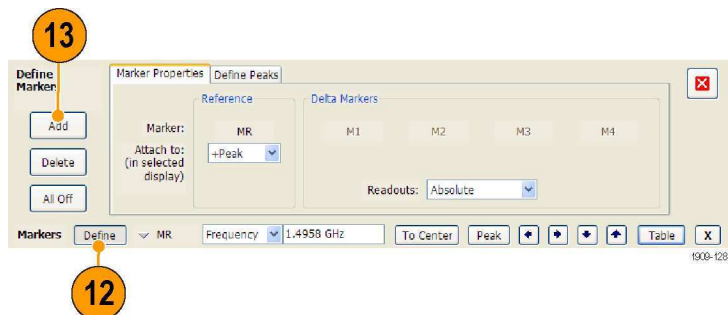 13
Define Markers
Marker Properties Define Peaks
Reference Delta Markers
Add Marker: MR M1 M2 M3 M4
Attach to: (in selected display) +Peak
Delete
Readouts: Absolute
All Off
Markers Define MR Frequency 1.4958 GHz To Center Peak Table X
1909-128
12